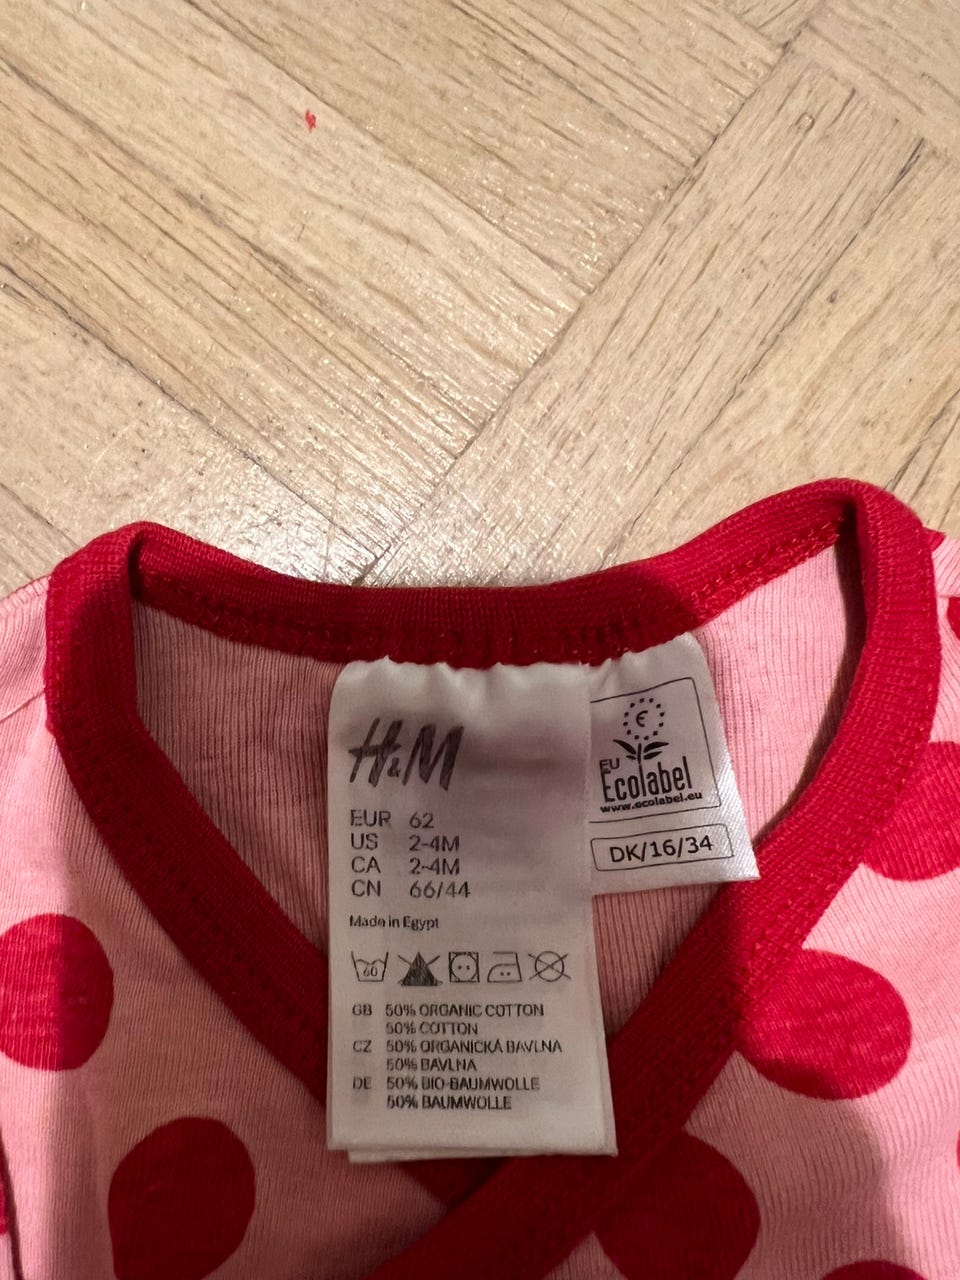 H&M
EUR 62
US 2-4M
CA 2-4M
CN 66/44
Made in Egypt
60
GB 50% ORGANIC COTTON
50% COTTON
CZ 50% ORGANICKÁ BAVLNA
50% BAVLNA
DE 50% BIO-BAUMWOLLE
50% BAUMWOLLE
€
EU
Ecolabel
www.ecolabel.eu
DK/16/34